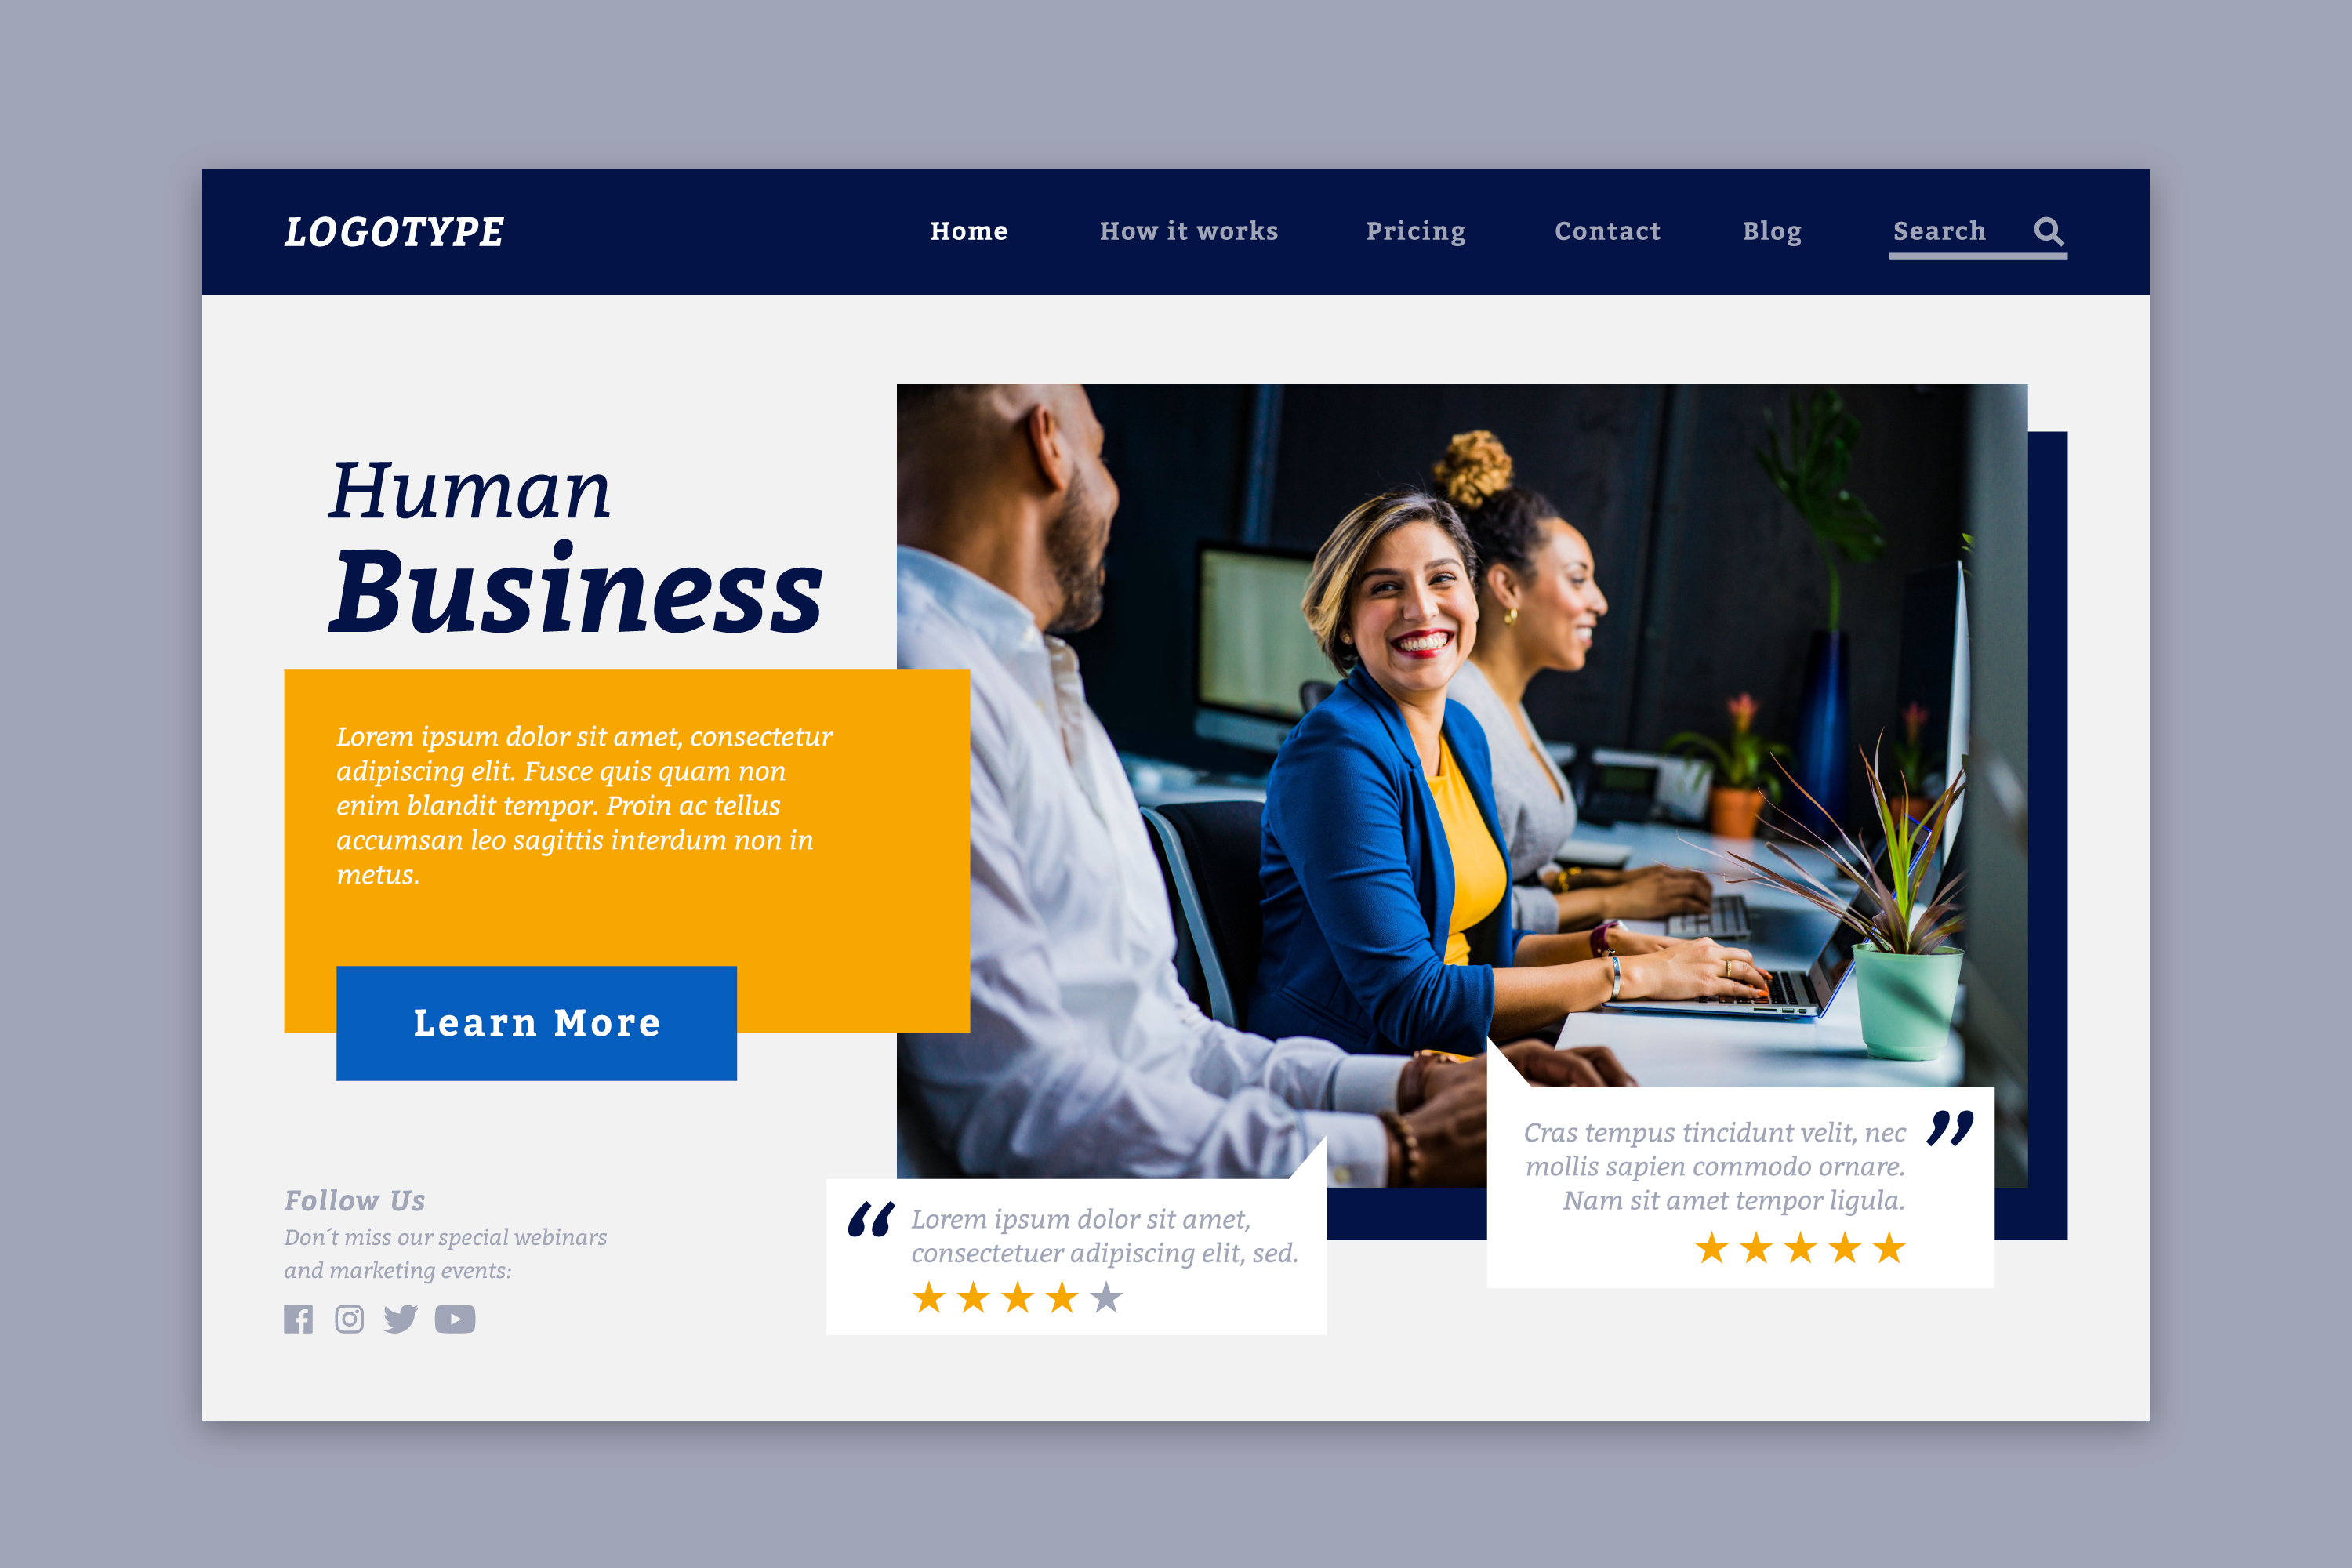 LOGOTYPE
Home
How it works
Pricing
Contact
Blog
Search
Human
Business
Lorem ipsum dolor sit amet, consectetur
adipiscing elit. Fusce quis quam non
enim blandit tempor. Proin ac tellus
accumsan leo sagittis interdum non in
metus.
Learn More
Follow Us
Don´t miss our special webinars
and marketing events:
“ Lorem ipsum dolor sit amet,
consectetuer adipiscing elit, sed.
Cras tempus tincidunt velit, nec ”
mollis sapien commodo ornare.
Nam sit amet tempor ligula.